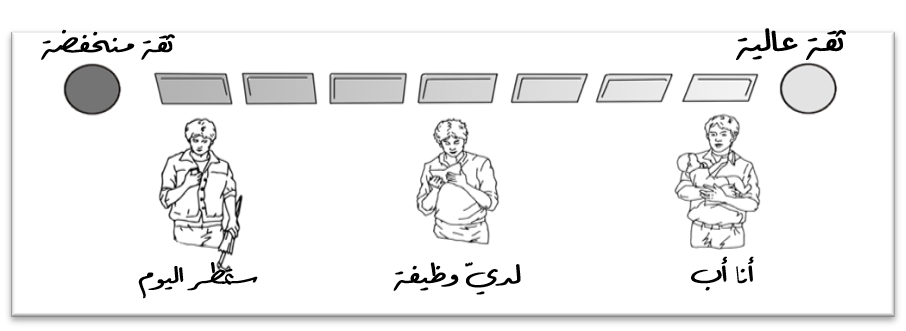 ثقة عالية
ثقة منخفضة
أنا أب
لديّ وظيفة
ستمطر اليوم